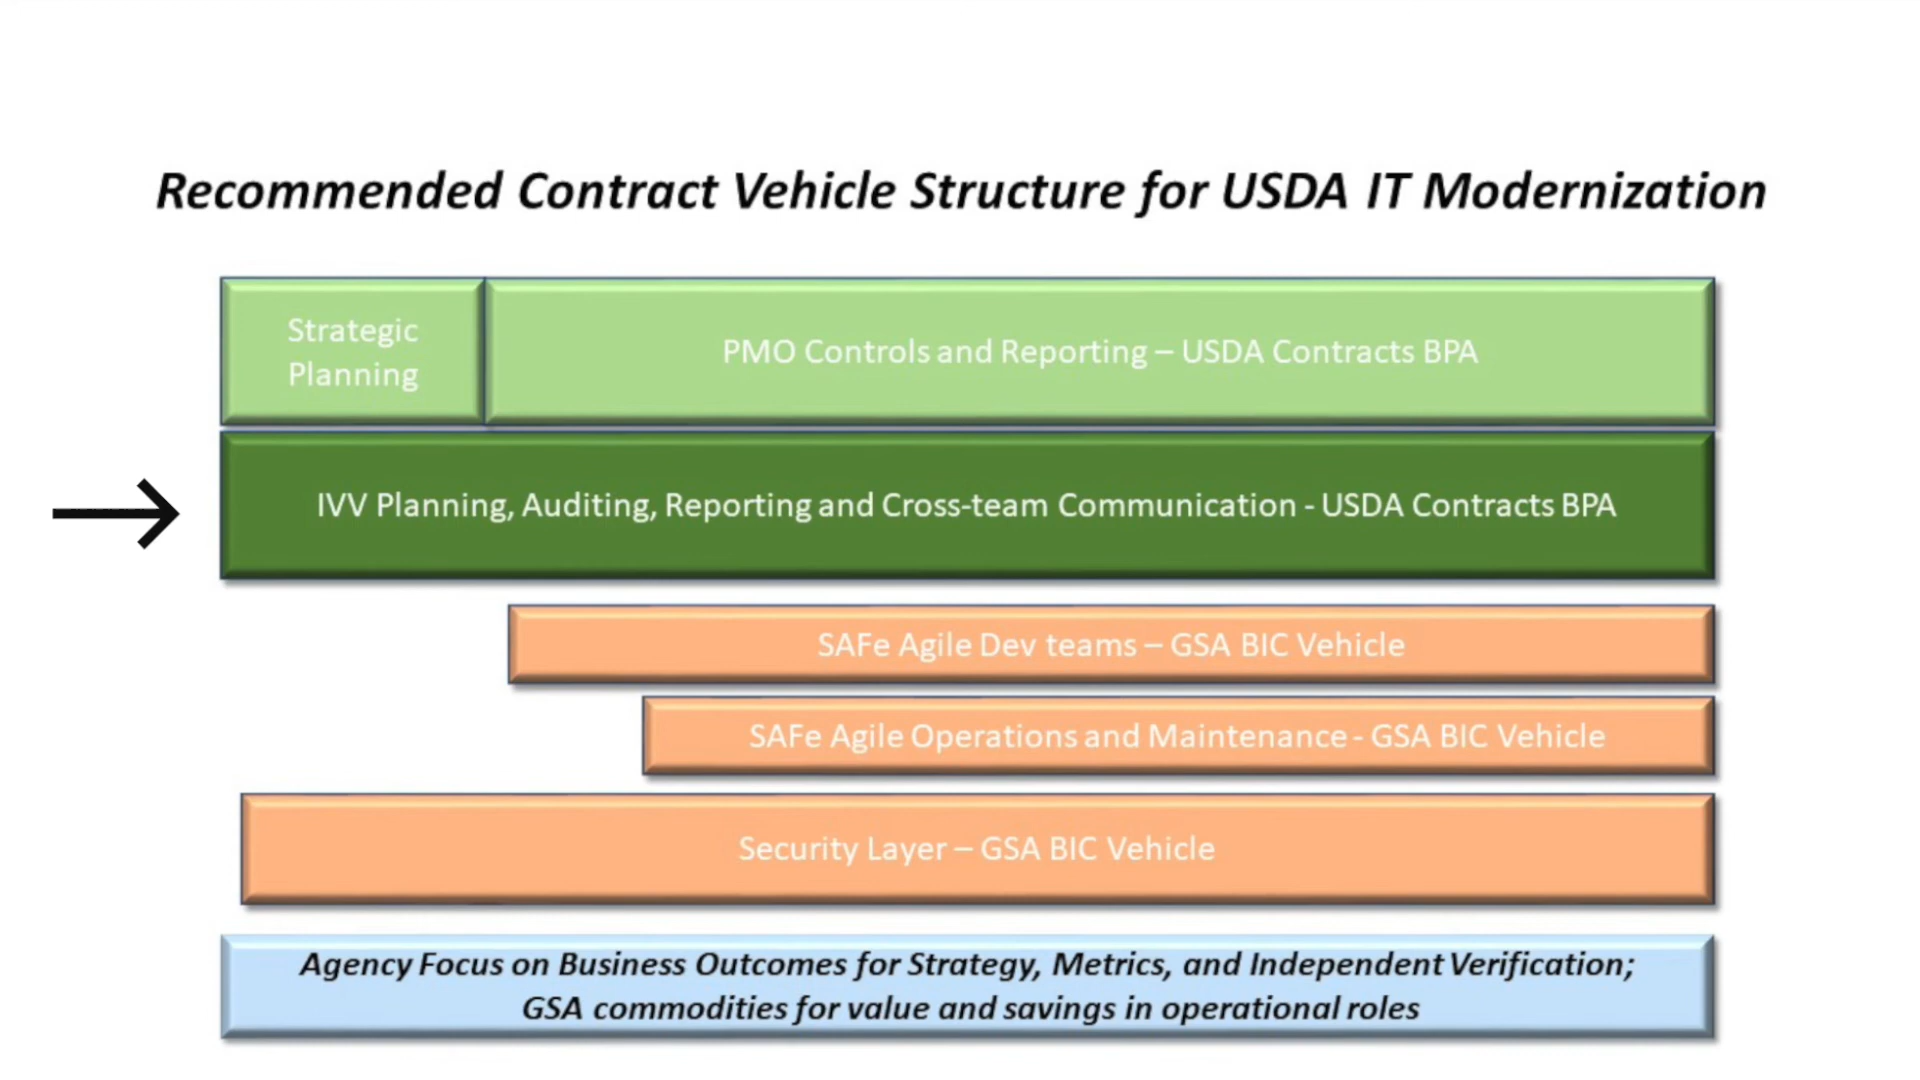 Recommended Contract Vehicle Structure for USDA IT Modernization
Strategic
Planning
PMO Controls and Reporting – USDA Contracts BPA
IVV Planning, Auditing, Reporting and Cross-team Communication - USDA Contracts BPA
SAFe Agile Dev teams – GSA BIC Vehicle
SAFe Agile Operations and Maintenance - GSA BIC Vehicle
Security Layer – GSA BIC Vehicle
Agency Focus on Business Outcomes for Strategy, Metrics, and Independent Verification;
GSA commodities for value and savings in operational roles